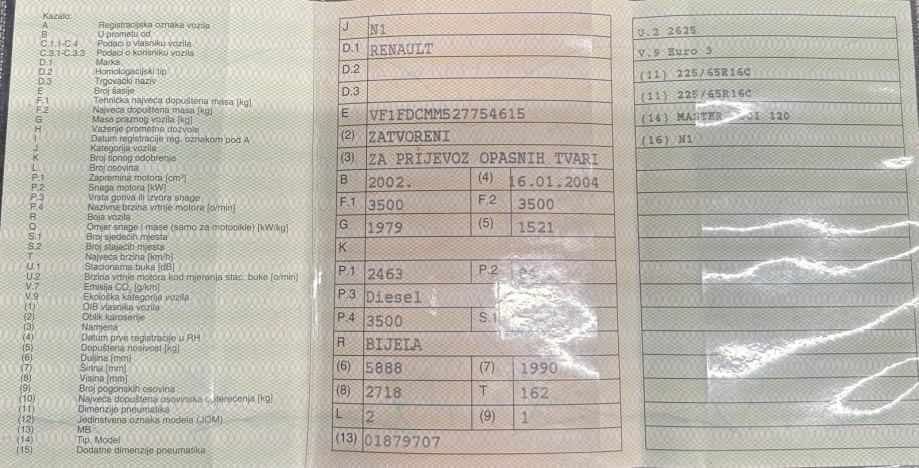 Kazalo:
A Registracijska oznaka vozila
B U prometu od
C.1.1-C.4 Podaci o vlasniku vozila
C.3.1-C.3.3 Podaci o korisniku vozila
D.1 Marka
D.2 Homologacijski tip
D.3 Trgovački naziv
E Broj šasije
F.1 Tehnička najveća dopuštena masa [kg]
F.2 Najveća dopuštena masa [kg]
G Masa praznog vozila [kg]
H Važenje prometne dozvole
I Datum registracije reg. oznakom pod A
J Kategorija vozila
K Broj tipnog odobrenja
L Broj osovina
P.1 Zapremina motora [cm³]
P.2 Snaga motora [kW]
P.3 Vrsta goriva ili izvora snage
P.4 Nazivna brzina vrtnje motora [o/min]
R Boja vozila
Q Omjer snage i mase (samo za motocikle) [kW/kg]
S.1 Broj sjedećih mjesta
S.2 Broj stajaćih mjesta
T Najveća brzina [km/h]
U.1 Stacionarna buka [dB]
U.2 Brzina vrtnje motora kod mjerenja stac. buke [o/min]
V.7 Emisija CO₂ [g/km]
V.9 Ekološka kategorija vozila
(1) OIB vlasnika vozila
(2) Oblik karoserije
(3) Namjena
(4) Datum prve registracije u RH
(5) Dopuštena nosivost [kg]
(6) Duljina [mm]
(7) Širina [mm]
(8) Visina [mm]
(9) Broj pogonskih osovina
(10) Najveća dopuštena osovinska opterećenja [kg]
(11) Dimenzije pneumatika
(12) Jedinstvena oznaka modela (JOM)
(13) MB
(14) Tip, Model
(15) Dodatne dimenzije pneumatika
J N1
D.1 RENAULT
D.2
D.3
E VF1FDCMM527754615
(2) ZATVORENI
(3) ZA PRIJEVOZ OPASNIH TVARI
B 2002. (4) 16.01.2004
F.1 3500 F.2 3500
G 1979 (5) 1521
K
P.1 2463 P.2
P.3 Diesel
P.4 3500 S.1
R BIJELA
(6) 5888 (7) 1990
(8) 2718 T 162
L 2 (9) 1
(13) 01879707
U.2 2625
V.9 Euro 3
(11) 225/65R16C
(11) 225/65R16C
(14) MASTER 120
(16) N1